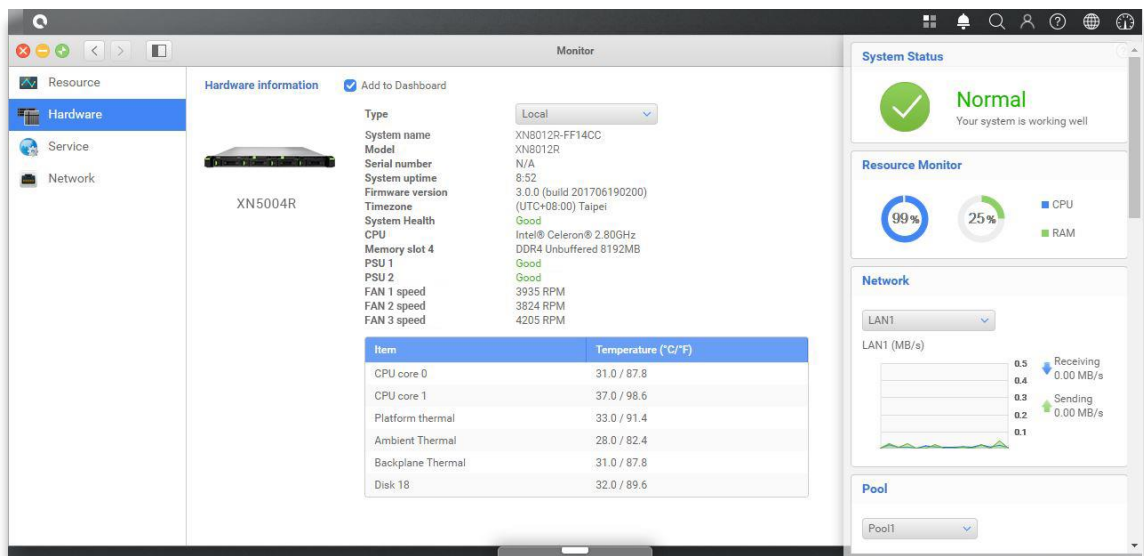 Monitor
Resource
Hardware
Service
Network
Hardware information
Add to Dashboard
XN5004R
Type Local
System name XN8012R-FF14CC
Model XN8012R
Serial number N/A
System uptime 8:52
Firmware version 3.0.0 (build 201706190200)
Timezone (UTC+08:00) Taipei
System Health Good
CPU Intel® Celeron® 2.80GHz
Memory slot 4 DDR4 Unbuffered 8192MB
PSU 1 Good
PSU 2 Good
FAN 1 speed 3935 RPM
FAN 2 speed 3824 RPM
FAN 3 speed 4205 RPM
Item Temperature (°C/°F)
CPU core 0 31.0 / 87.8
CPU core 1 37.0 / 98.6
Platform thermal 33.0 / 91.4
Ambient Thermal 28.0 / 82.4
Backplane Thermal 31.0 / 87.8
Disk 18 32.0 / 89.6
System Status
Normal
Your system is working well
Resource Monitor
99% 25%
CPU
RAM
Network
LAN1
LAN1 (MB/s)
0.5
0.4
0.3
0.2
0.1
Receiving
0.00 MB/s
Sending
0.00 MB/s
Pool
Pool1